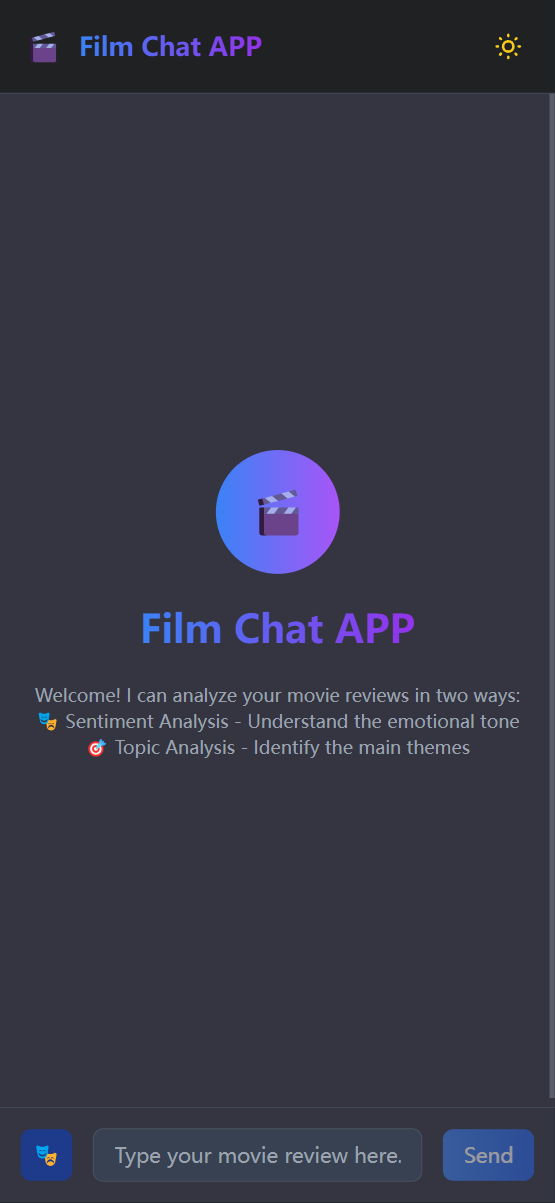 Film Chat APP
Film Chat APP
Welcome! I can analyze your movie reviews in two ways:
🎭 Sentiment Analysis - Understand the emotional tone
🎯 Topic Analysis - Identify the main themes
Type your movie review here.
Send